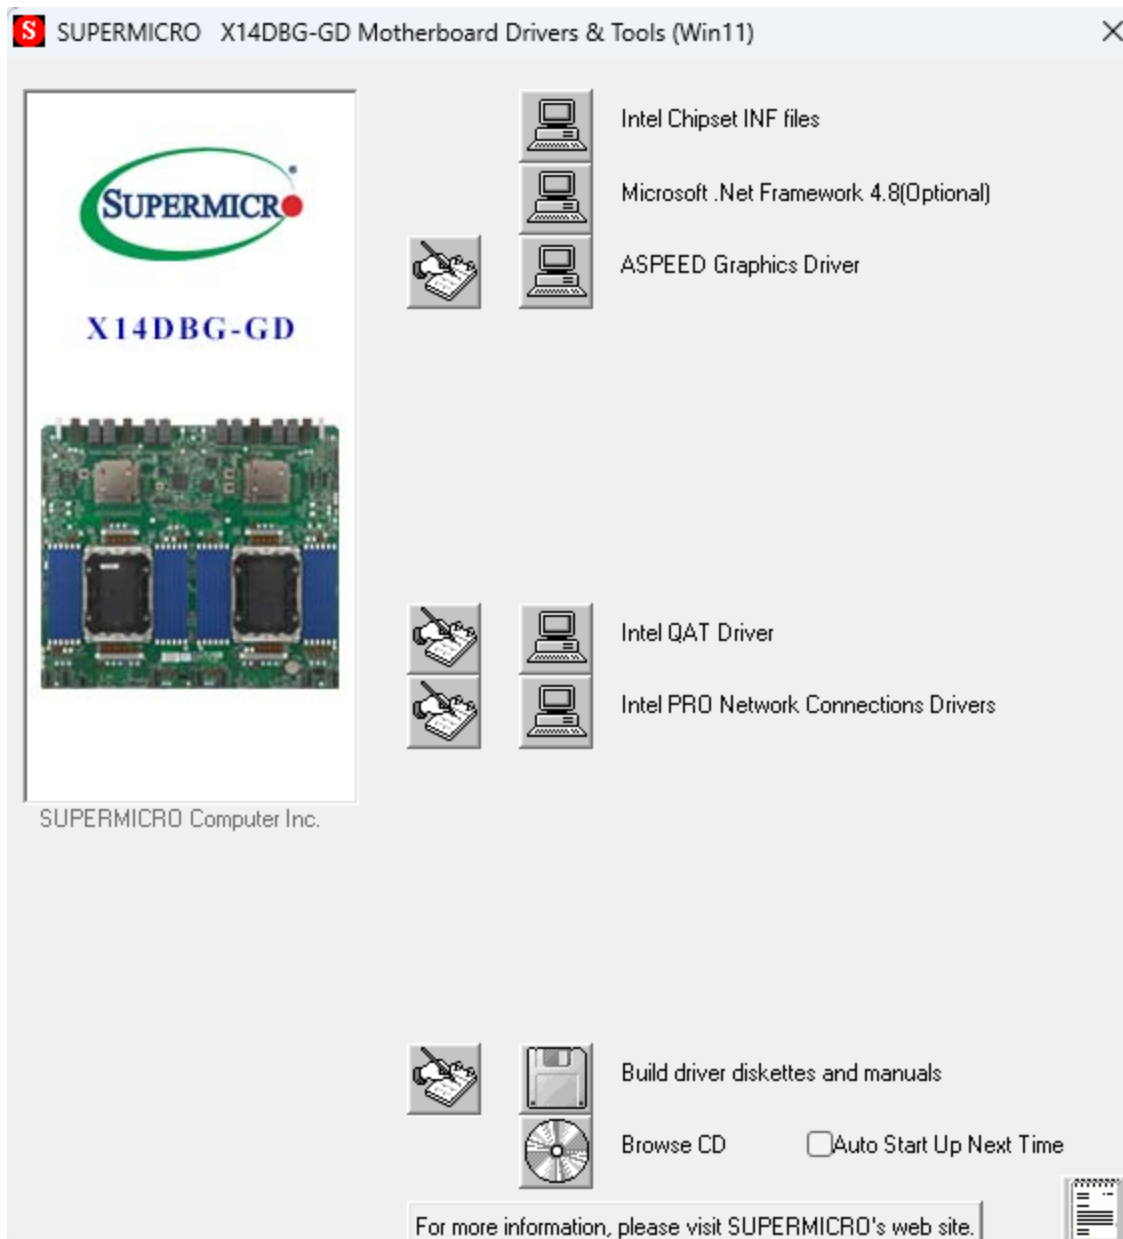 S SUPERMICRO X14DBG-GD Motherboard Drivers & Tools (Win11)
SUPERMICRO
X14DBG-GD
SUPERMICRO Computer Inc.
Intel Chipset INF files
Microsoft .Net Framework 4.8(Optional)
ASPEED Graphics Driver
Intel QAT Driver
Intel PRO Network Connections Drivers
Build driver diskettes and manuals
Browse CD
Auto Start Up Next Time
For more information, please visit SUPERMICRO's web site.